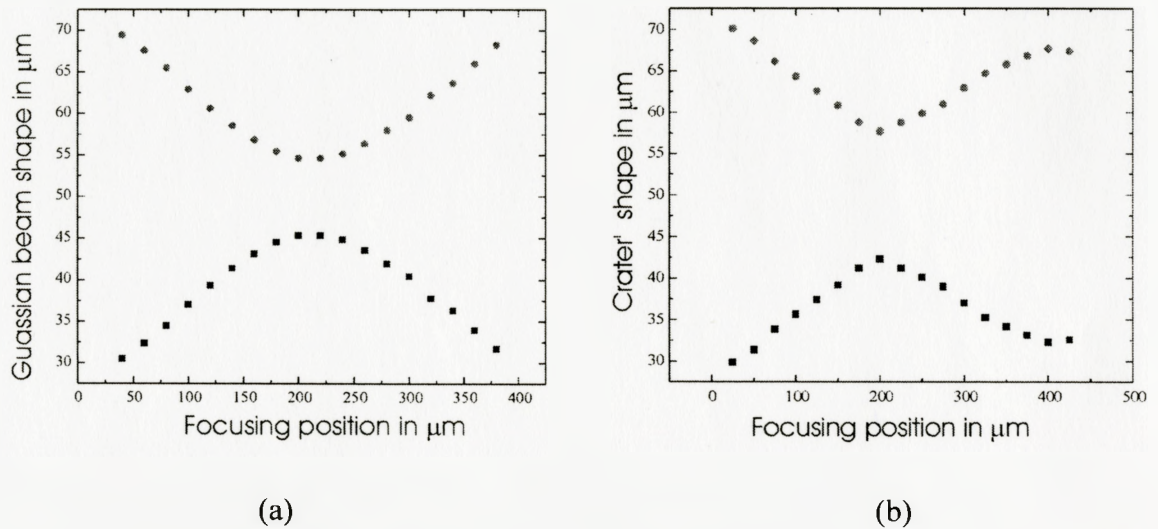 70
65
60
55
50
45
40
35
30
0 50 100 150 200 250 300 350 400
Guassian beam shape in μm
Focusing position in μm
(a)
70
65
60
55
50
45
40
35
30
0 100 200 300 400 500
Crater' shape in μm
Focusing position in μm
(b)